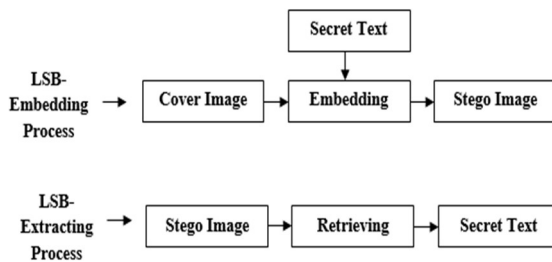 Secret Text
LSB-
Embedding
Process
Cover Image
Embedding
Stego Image
LSB-
Extracting
Process
Stego Image
Retrieving
Secret Text